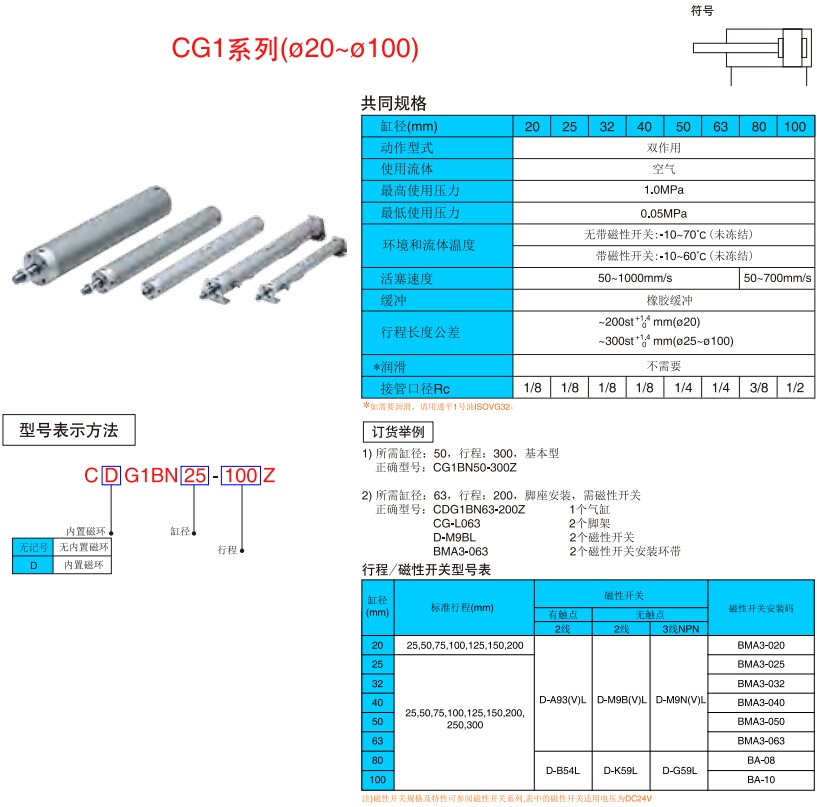 符号
CG1系列(ø20~ø100)
共同规格
缸径(mm) 20 25 32 40 50 63 80 100
动作型式 双作用
使用流体 空气
最高使用压力 1.0MPa
最低使用压力 0.05MPa
环境和流体温度 无带磁性开关:-10~70℃(未冻结)
带磁性开关:-10~60℃(未冻结)
活塞速度 50~1000mm/s 50~700mm/s
缓冲 橡胶缓冲
行程长度公差 ~200st +1.4 0 mm(ø20)
~300st +1.4 0 mm(ø25~ø100)
*润滑 不需要
接管口径Rc 1/8 1/8 1/8 1/8 1/4 1/4 3/8 1/2
*如需要润滑、请用透平1号油ISOVG32。
型号表示方法
C D G1BN 25 - 100 Z
内置磁环
缸径
行程
无记号 无内置磁环
D 内置磁环
订货举例
1) 所需缸径：50，行程：300，基本型
正确型号：CG1BN50-300Z
2) 所需缸径：63，行程：200，脚座安装，需磁性开关
正确型号：CDG1BN63-200Z 1个气缸
CG-L063 2个脚架
D-M9BL 2个磁性开关
BMA3-063 2个磁性开关安装环带
行程/磁性开关型号表
缸径(mm) 标准行程(mm) 磁性开关 磁性开关安装码
有触点 无触点
2线 2线 3线NPN
20 25,50,75,100,125,150,200 BMA3-020
25 BMA3-025
32 BMA3-032
40 D-A93(V)L D-M9B(V)L D-M9N(V)L BMA3-040
25,50,75,100,125,150,200,
250,300
50 BMA3-050
63 BMA3-063
80 BA-08
D-B54L D-K59L D-G59L
100 BA-10
注)磁性开关规格及特性可参阅磁性开关系列,表中的磁性开关适用电压为DC24V